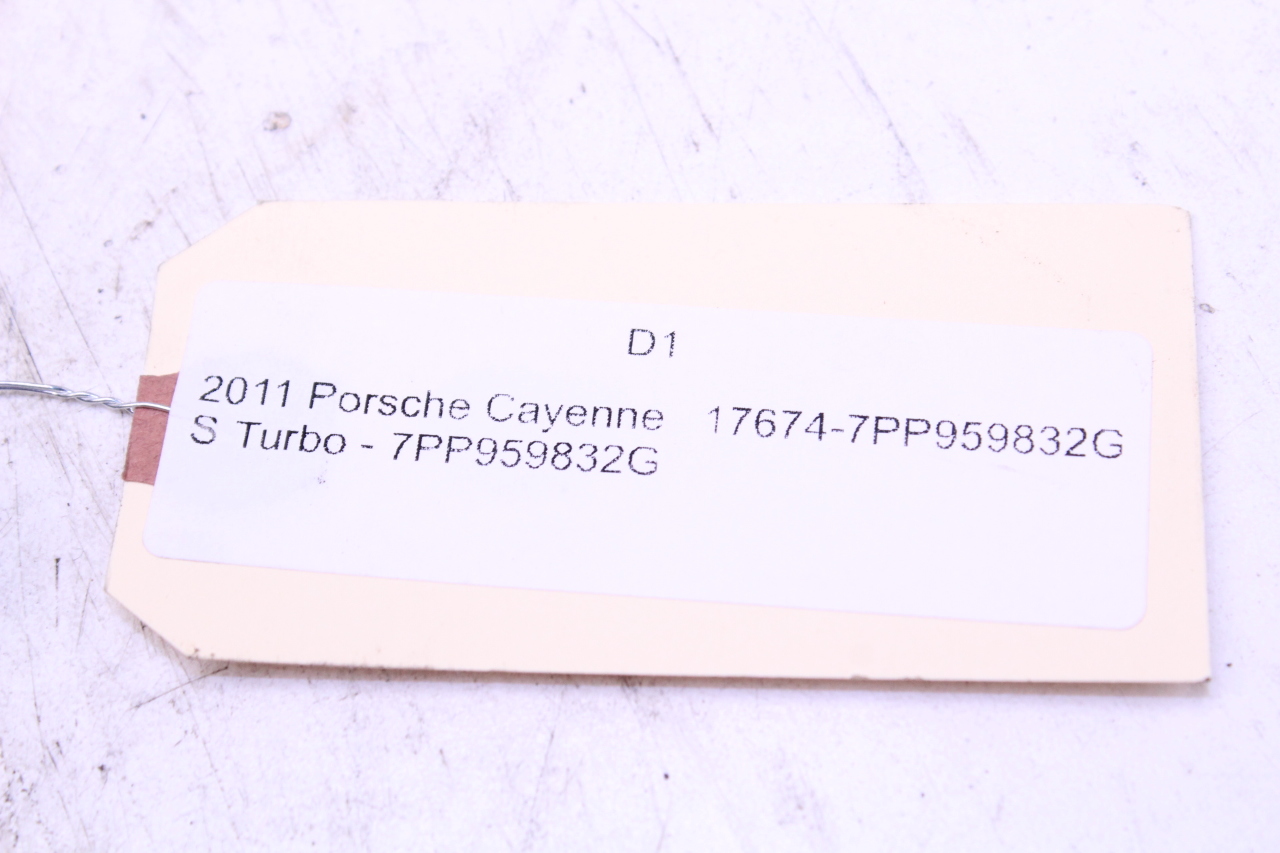 D1
2011 Porsche Cayenne 17674-7PP959832G
S Turbo - 7PP959832G